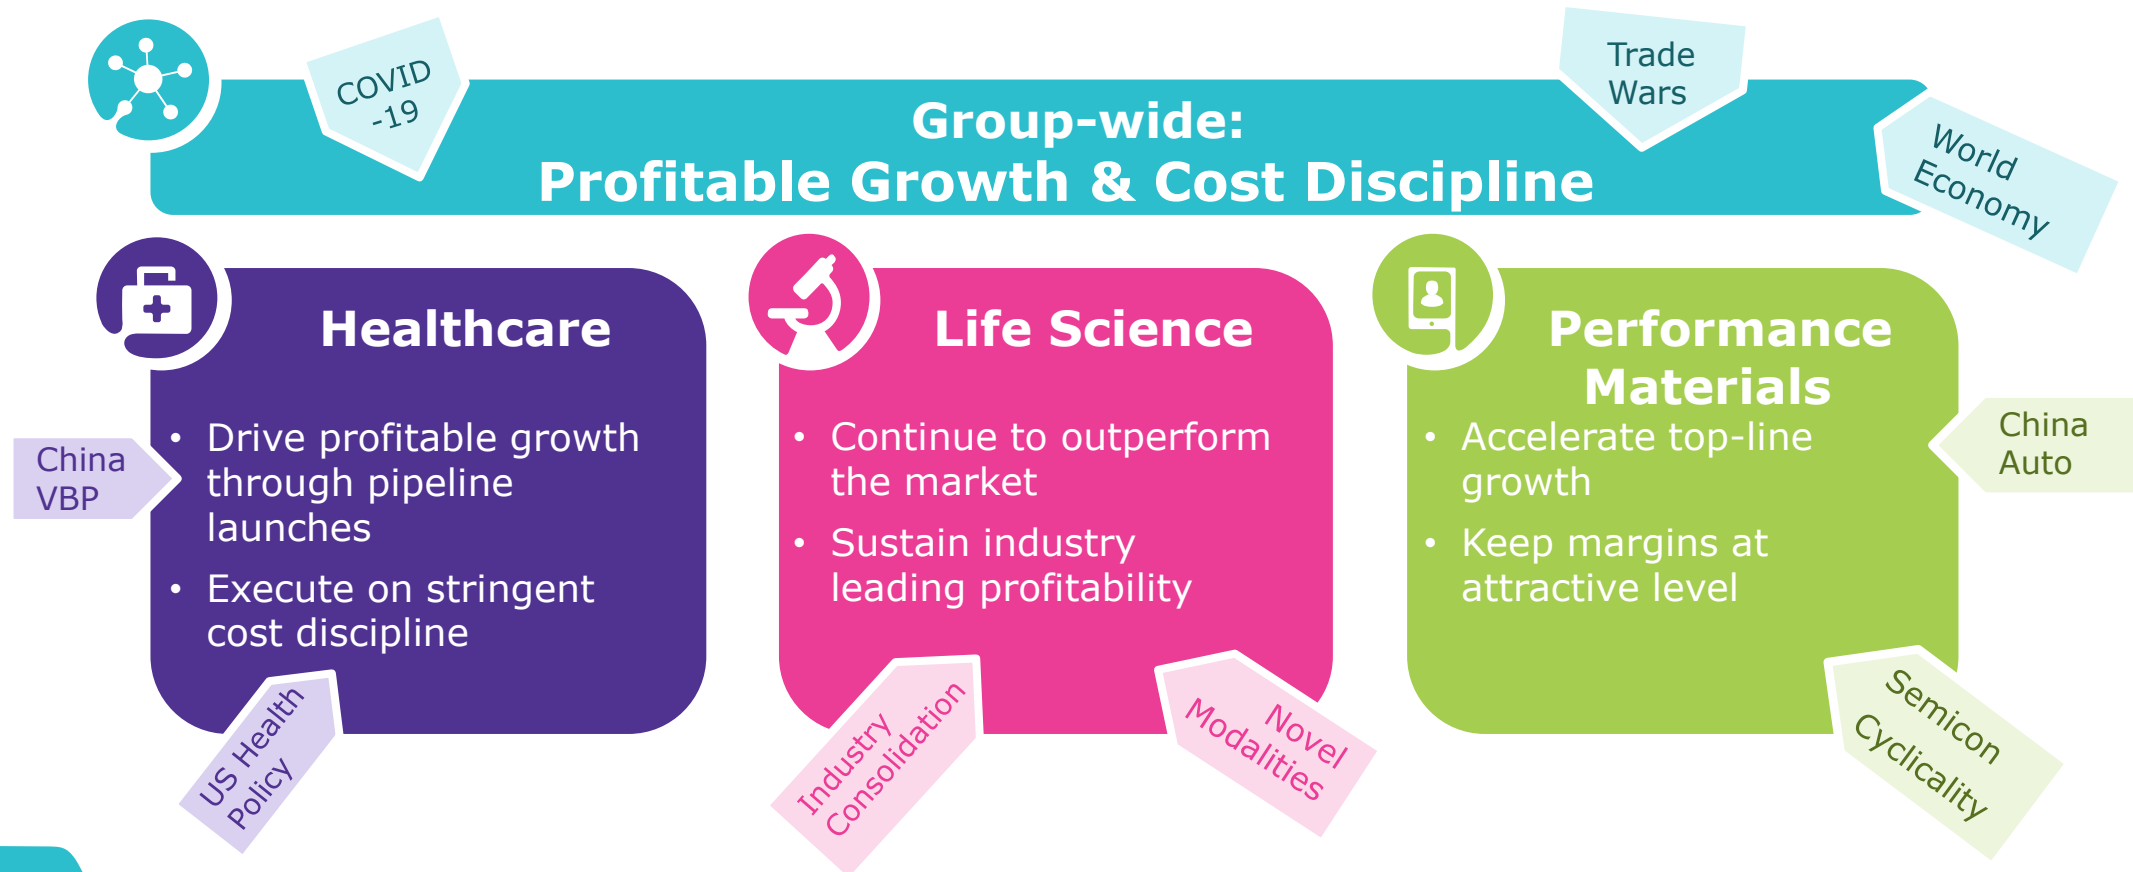 COVID
-19
Trade
Wars
World
Economy
Group-wide:
Profitable Growth & Cost Discipline
Healthcare
• Drive profitable growth
through pipeline
launches
• Execute on stringent
cost discipline
China
VBP
US Health
Policy
Life Science
• Continue to outperform
the market
• Sustain industry
leading profitability
Industry
Consolidation
Novel
Modalities
Performance
Materials
• Accelerate top-line
growth
• Keep margins at
attractive level
China
Auto
Semicon
Cyclicality